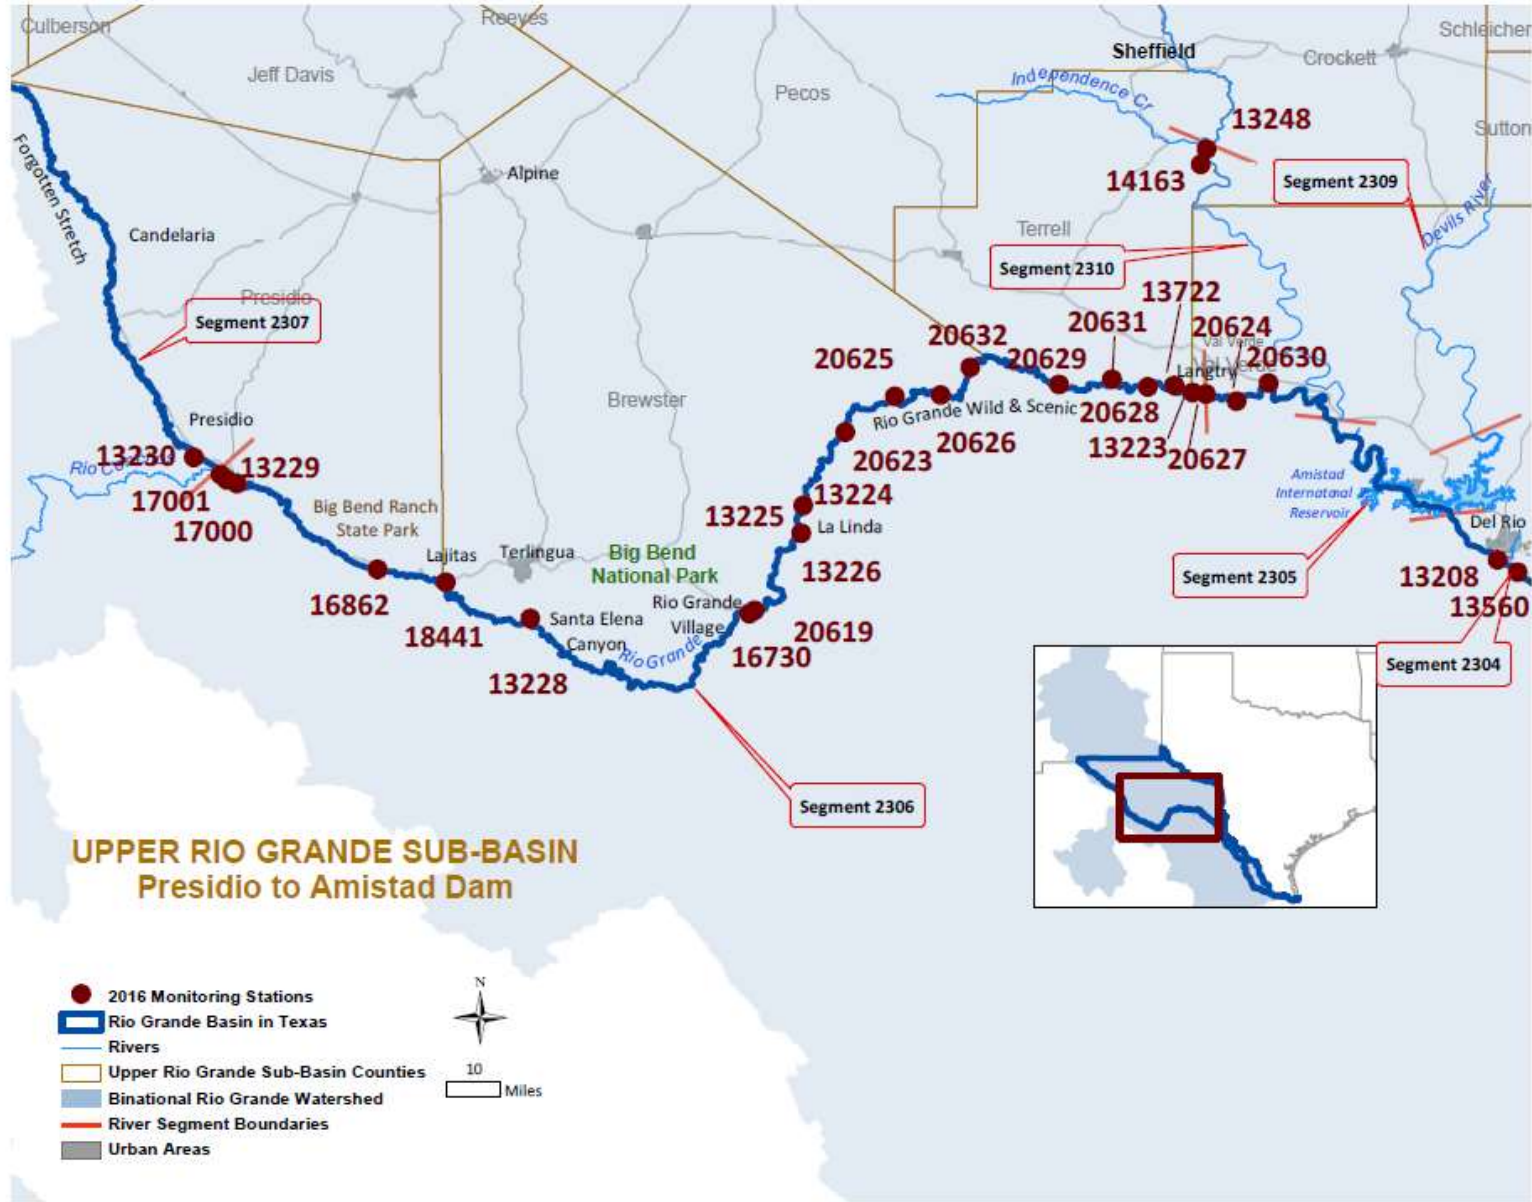 Culberson
Reeves
Schleicher
Jeff Davis
Sheffield
Crockett
Independence Cr
Pecos
13248
Sutton
Forgotten Stretch
Alpine
14163
Segment 2309
Devils River
Candelaria
Terrell
Segment 2310
Presidio
Segment 2307
13722
20631
20624
20632
Val Verde
20625
20629
20630
Langtry
Val Verde
Brewster
Rio Grande Wild & Scenic
20628
Presidio
20626
13223
20627
13230
13229
20623
Rio
17001
13224
Amistad
International
Reservoir
17000
Big Bend Ranch
State Park
13225
La Linda
Del Rio
Lajitas
Terlingua
Big Bend
National Park
13226
Segment 2305
13208
16862
Rio Grande
Village
13560
18441
Santa Elena
Canyon
20619
Rio Grande
16730
13228
Segment 2304
Segment 2306
UPPER RIO GRANDE SUB-BASIN
Presidio to Amistad Dam
2016 Monitoring Stations
Rio Grande Basin in Texas
Rivers
Upper Rio Grande Sub-Basin Counties
Binational Rio Grande Watershed
River Segment Boundaries
Urban Areas
N
10
Miles